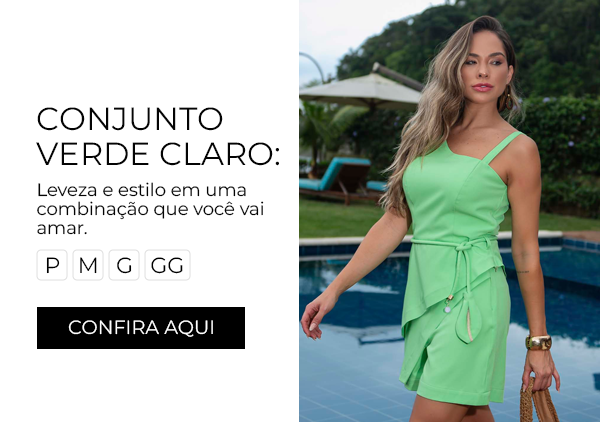 CONJUNTO
VERDE CLARO:
Leveza e estilo em uma
combinação que você vai
amar.
P M G GG
CONFIRA AQUI